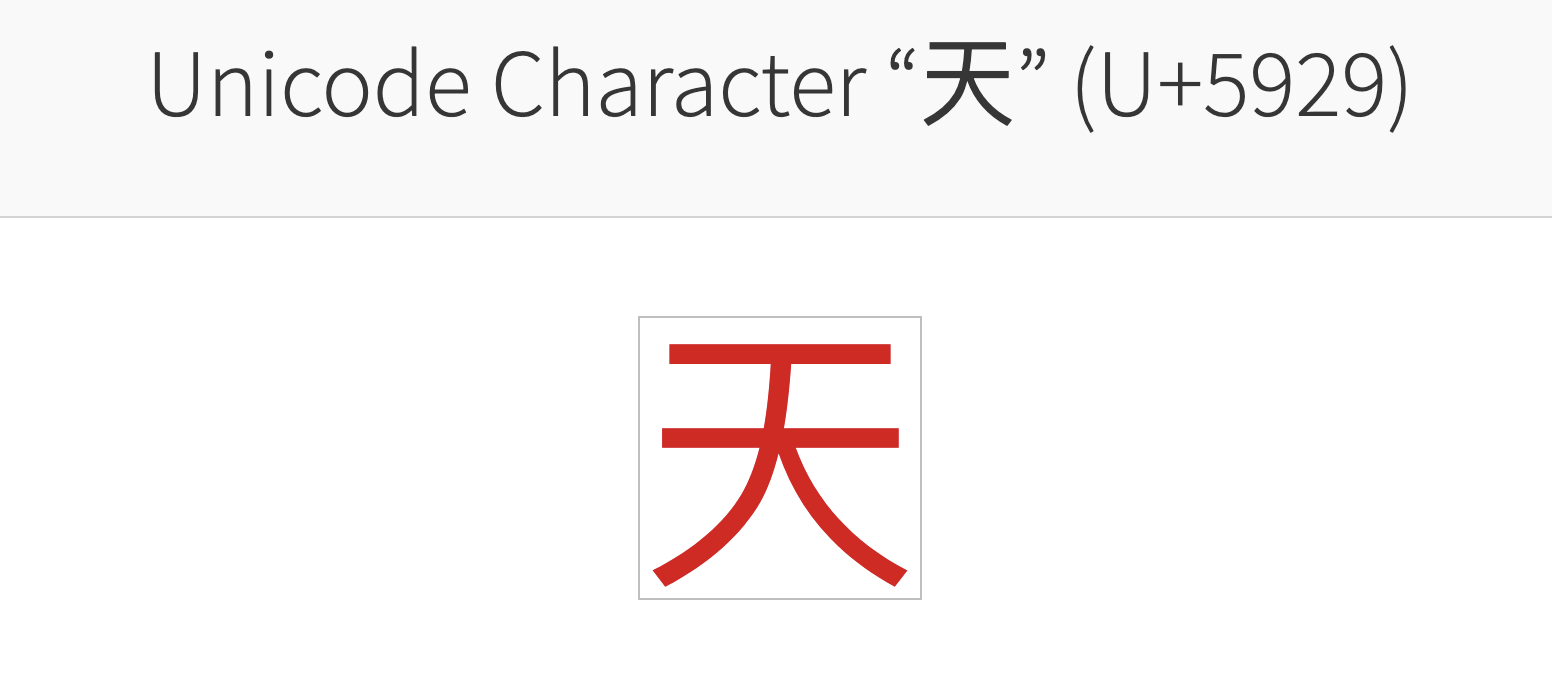 Unicode Character “天” (U+5929)
天